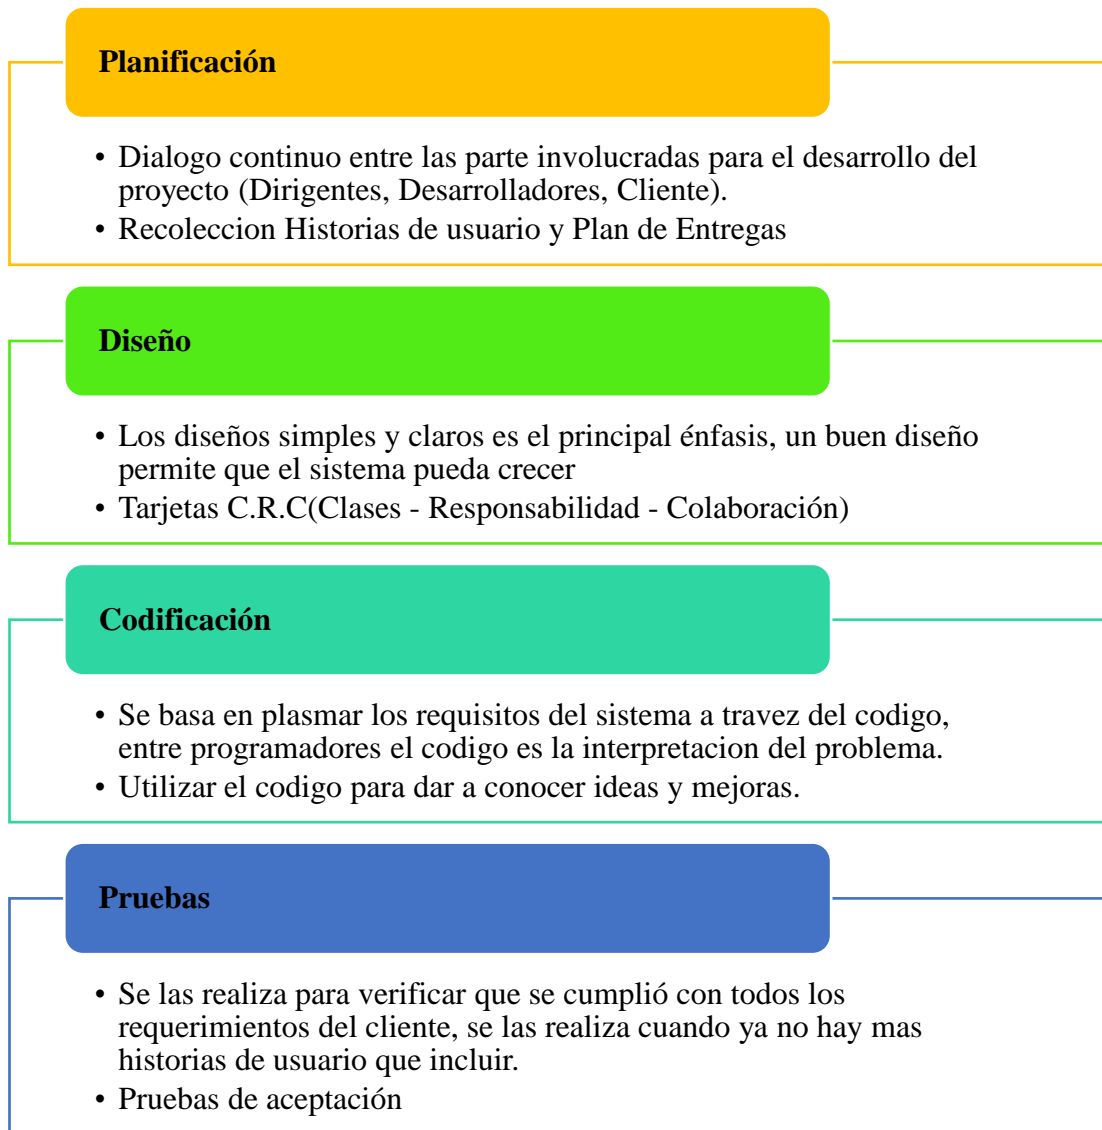 Planificación
• Dialogo continuo entre las parte involucradas para el desarrollo del
proyecto (Dirigentes, Desarrolladores, Cliente).
• Recoleccion Historias de usuario y Plan de Entregas
Diseño
• Los diseños simples y claros es el principal énfasis, un buen diseño
permite que el sistema pueda crecer
• Tarjetas C.R.C(Clases - Responsabilidad - Colaboración)
Codificación
• Se basa en plasmar los requisitos del sistema a travez del codigo,
entre programadores el codigo es la interpretacion del problema.
• Utilizar el codigo para dar a conocer ideas y mejoras.
Pruebas
• Se las realiza para verificar que se cumplió con todos los
requerimientos del cliente, se las realiza cuando ya no hay mas
historias de usuario que incluir.
• Pruebas de aceptación